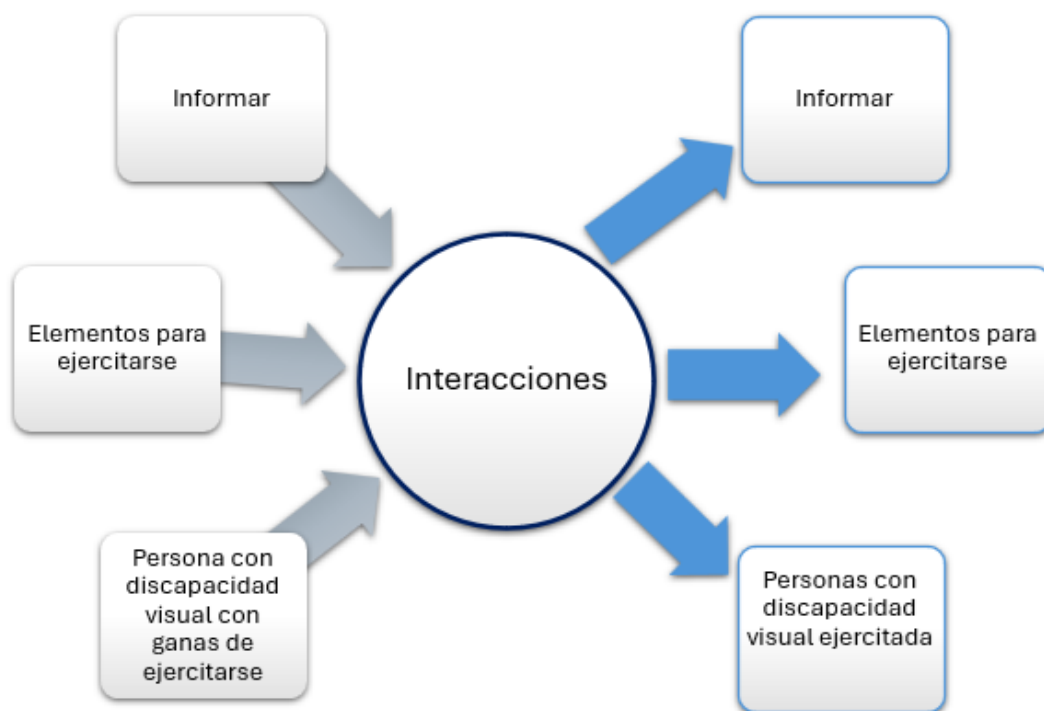 Informar
Informar
Elementos para
ejercitarse
Interacciones
Elementos para
ejercitarse
Persona con
discapacidad
visual con
ganas de
ejercitarse
Personas con
discapacidad
visual ejercitada